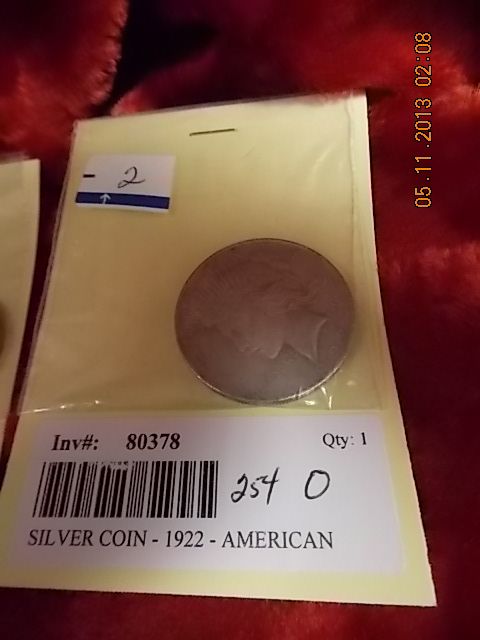 05.11.2013 02:08
2
Inv#: 80378 Qty: 1
254 O
SILVER COIN - 1922 - AMERICAN